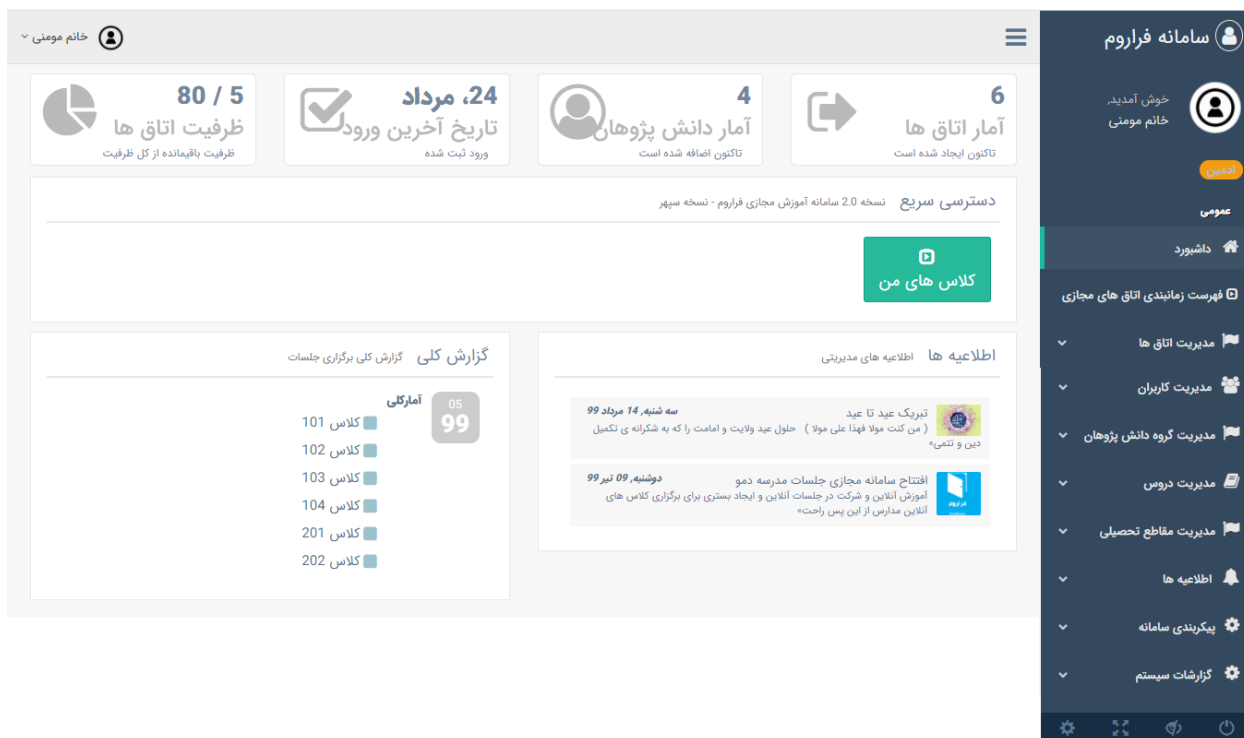 سامانه فراروم
خوش آمدید,
خانم مومنی
ادمین
عمومی
داشبورد
فهرست زمانبندی اتاق های مجازی
مدیریت اتاق ها
مدیریت کاربران
مدیریت گروه دانش پژوهان
مدیریت دروس
مدیریت مقاطع تحصیلی
اطلاعیه ها
پیکربندی سامانه
گزارشات سیستم
خانم مومنی
6
آمار اتاق ها
تاکنون ایجاد شده است
4
آمار دانش پژوهان
تاکنون اضافه شده است
24، مرداد
تاریخ آخرین ورود
ورود ثبت شده
80 / 5
ظرفیت اتاق ها
ظرفیت باقیمانده از کل ظرفیت
دسترسی سریع نسخه 2.0 سامانه آموزش مجازی فراروم - نسخه سپهر
کلاس های من
اطلاعیه ها اطلاعیه های مدیریتی
تبریک عید تا عید سه شنبه, 14 مرداد 99
( من کنت مولا فهذا علی مولا ) حلول عید ولایت و امامت را که به شکرانه ی تکمیل
دین و تتمی»
افتتاح سامانه مجازی جلسات مدرسه دمو دوشنبه, 09 تیر 99
آموزش آنلاین و شرکت در جلسات آنلاین و ایجاد بستری برای برگزاری کلاس های
آنلاین مدارس از این پس راحت»
فراروم
گزارش کلی گزارش کلی برگزاری جلسات
05
99
آمارکلی
کلاس 101
کلاس 102
کلاس 103
کلاس 104
کلاس 201
کلاس 202